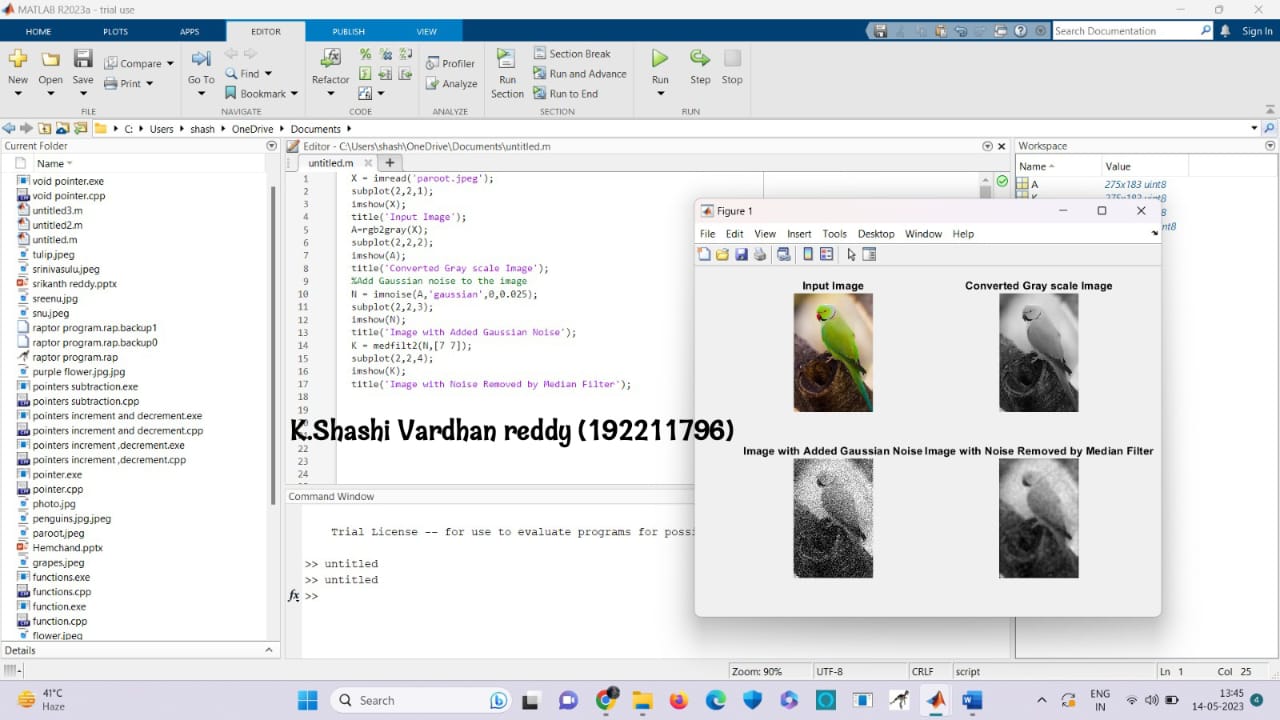 MATLAB R2023a - trial use
HOME PLOTS APPS EDITOR PUBLISH VIEW
Search Documentation Sign In
New Open Save Compare Print
FILE
Go To Find Bookmark
NAVIGATE
Refactor
CODE
Profiler
Analyze
ANALYZE
Run Section
Section Break
Run and Advance
Run to End
SECTION
Run Step Stop
RUN
C: Users shash OneDrive Documents
Current Folder
Name
void pointer.exe
void pointer.cpp
untitled3.m
untitled2.m
untitled.m
tulip.jpeg
srinivasulu.jpeg
srikanth reddy.pptx
sreenu.jpg
snu.jpeg
raptor program.rap.backup1
raptor program.rap.backup0
raptor program.rap
purple flower.jpg.jpg
pointers subtraction.exe
pointers subtraction.cpp
pointers increment and decrement.exe
pointers increment and decrement.cpp
pointers increment ,decrement.exe
pointers increment ,decrement.cpp
pointer.exe
pointer.cpp
photo.jpg
penguins.jpg.jpeg
paroot.jpeg
Hemchand.pptx
grapes.jpeg
functions.exe
functions.cpp
function.exe
function.cpp
flower.jpeg
Details
Editor - C:\Users\shash\OneDrive\Documents\untitled.m
untitled.m
1 X = imread('paroot.jpeg');
2 subplot(2,2,1);
3 imshow(X);
4 title('Input Image');
5 A=rgb2gray(X);
6 subplot(2,2,2);
7 imshow(A);
8 title('Converted Gray scale Image');
9 %Add Gaussian noise to the image
10 N = imnoise(A,'gaussian',0,0.025);
11 subplot(2,2,3);
12 imshow(N);
13 title('Image with Added Gaussian Noise');
14 K = medfilt2(N,[7 7]);
15 subplot(2,2,4);
16 imshow(K);
17 title('Image with Noise Removed by Median Filter');
18
19
K.Shashi Vardhan reddy (192211796)
22
23
24
Command Window
Trial License -- for use to evaluate programs for possi
>> untitled
>> untitled
fx >>
Workspace
Name Value
A 275x183 uint8
Figure 1
File Edit View Insert Tools Desktop Window Help
Input Image
Converted Gray scale Image
Image with Added Gaussian Noise
Image with Noise Removed by Median Filter
Zoom: 90% UTF-8 CRLF script Ln 1 Col 25
41°C
Haze
Search
ENG
IN
13:45
14-05-2023
4